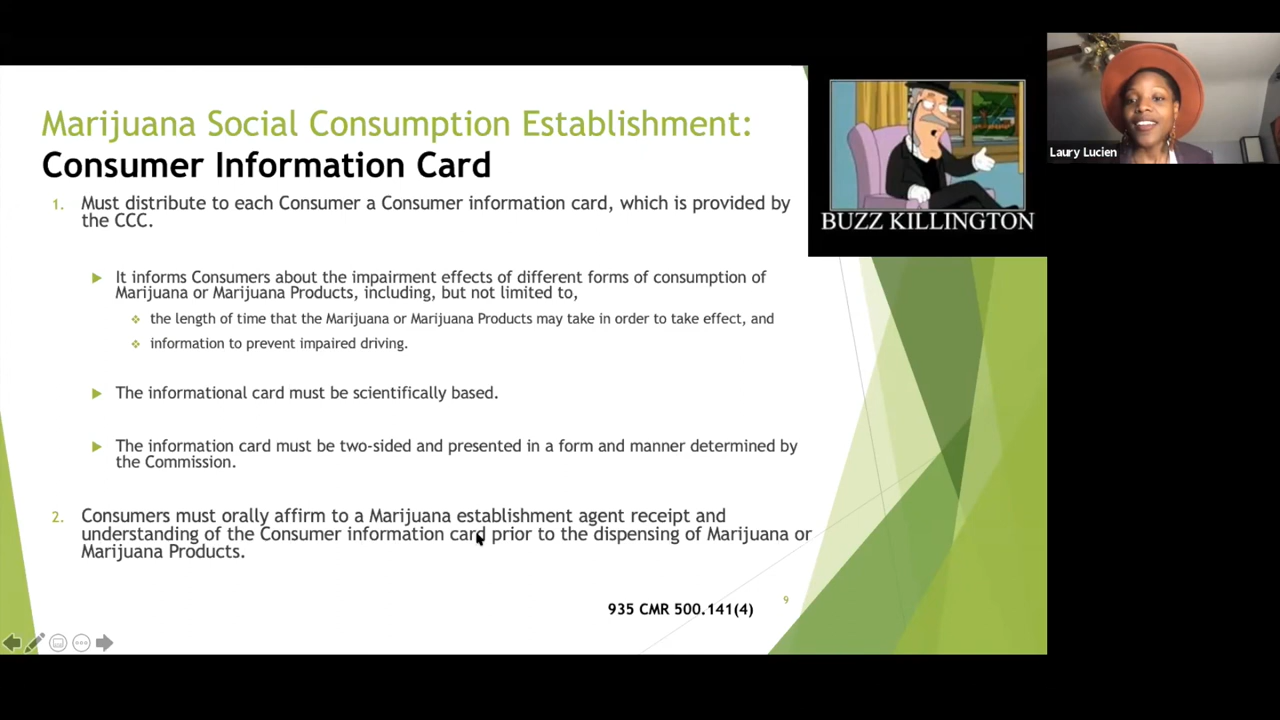 Marijuana Social Consumption Establishment:
Consumer Information Card
1. Must distribute to each Consumer a Consumer information card, which is provided by
the CCC.
It informs Consumers about the impairment effects of different forms of consumption of
Marijuana or Marijuana Products, including, but not limited to,
the length of time that the Marijuana or Marijuana Products may take in order to take effect, and
information to prevent impaired driving.
The informational card must be scientifically based.
The information card must be two-sided and presented in a form and manner determined by
the Commission.
2. Consumers must orally affirm to a Marijuana establishment agent receipt and
understanding of the Consumer information card prior to the dispensing of Marijuana or
Marijuana Products.
935 CMR 500.141(4)
9
BUZZ KILLINGTON
Laury Lucien